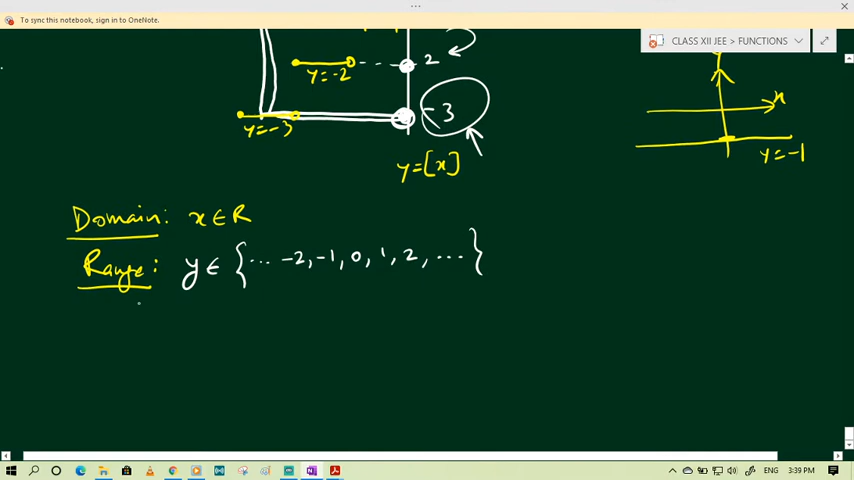 To sync this notebook, sign in to OneNote.
CLASS XII JEE > FUNCTIONS
2
y=-2
-3
y=-3
x
y=-1
y=[x]
Domain: x∈R
Range: y∈{... -2,-1,0,1,2,...}
ENG 3:39 PM